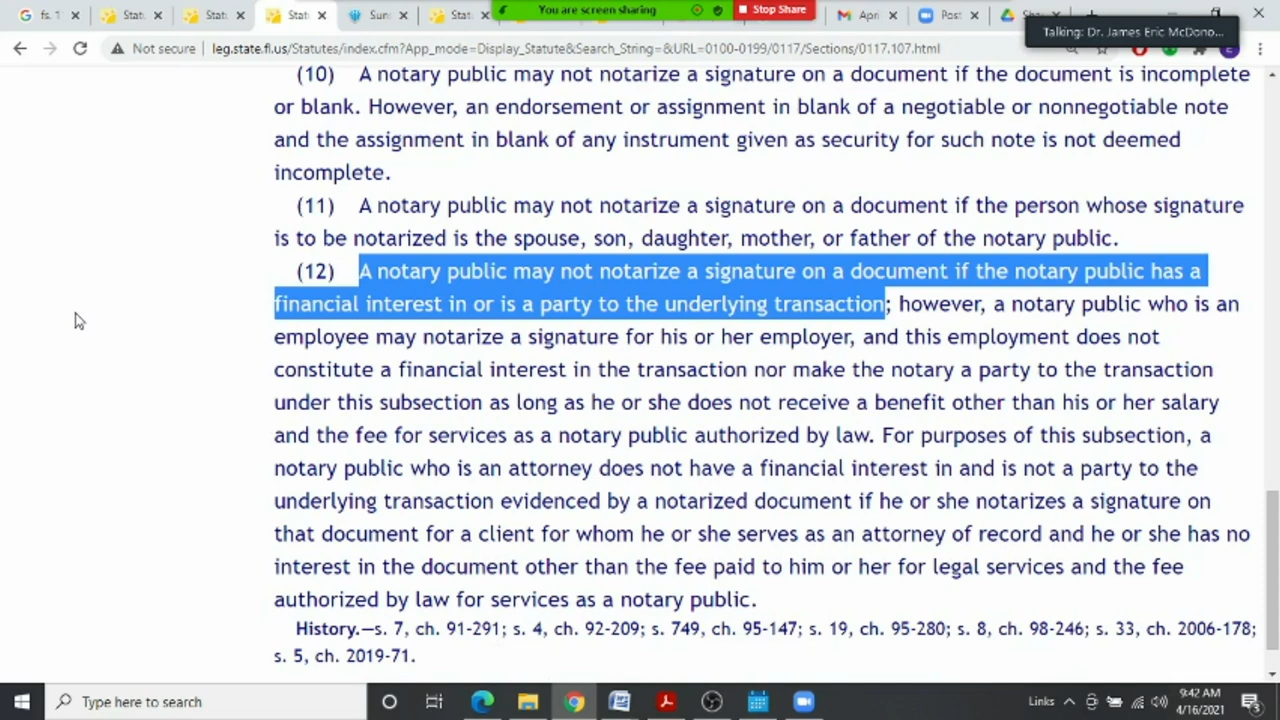 fs. 1
Stat
Stat
Stat
Sun
Stat
You are screen sharing
Stop Share
Apri
Post
Talking: Dr. James Eric McDono...
Not secure
leg.state.fl.us/Statutes/index.cfm?App_mode=Display_Statute&Search_String=&URL=0100-0199/0117/Sections/0117.107.html
(10) A notary public may not notarize a signature on a document if the document is incomplete
or blank. However, an endorsement or assignment in blank of a negotiable or nonnegotiable note
and the assignment in blank of any instrument given as security for such note is not deemed
incomplete.
(11) A notary public may not notarize a signature on a document if the person whose signature
is to be notarized is the spouse, son, daughter, mother, or father of the notary public.
(12) A notary public may not notarize a signature on a document if the notary public has a
financial interest in or is a party to the underlying transaction; however, a notary public who is an
employee may notarize a signature for his or her employer, and this employment does not
constitute a financial interest in the transaction nor make the notary a party to the transaction
under this subsection as long as he or she does not receive a benefit other than his or her salary
and the fee for services as a notary public authorized by law. For purposes of this subsection, a
notary public who is an attorney does not have a financial interest in and is not a party to the
underlying transaction evidenced by a notarized document if he or she notarizes a signature on
that document for a client for whom he or she serves as an attorney of record and he or she has no
interest in the document other than the fee paid to him or her for legal services and the fee
authorized by law for services as a notary public.
History.—s. 7, ch. 91-291; s. 4, ch. 92-209; s. 749, ch. 95-147; s. 19, ch. 95-280; s. 8, ch. 98-246; s. 33, ch. 2006-178;
s. 5, ch. 2019-71.
Type here to search
Links
9:42 AM
4/16/2021